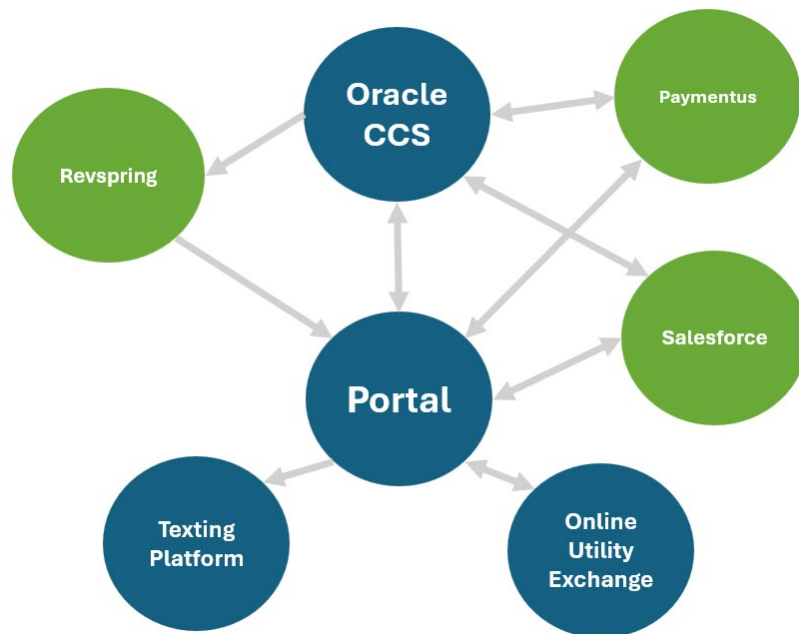 Oracle
CCS
Paymentus
Revspring
Salesforce
Portal
Texting
Platform
Online
Utility
Exchange